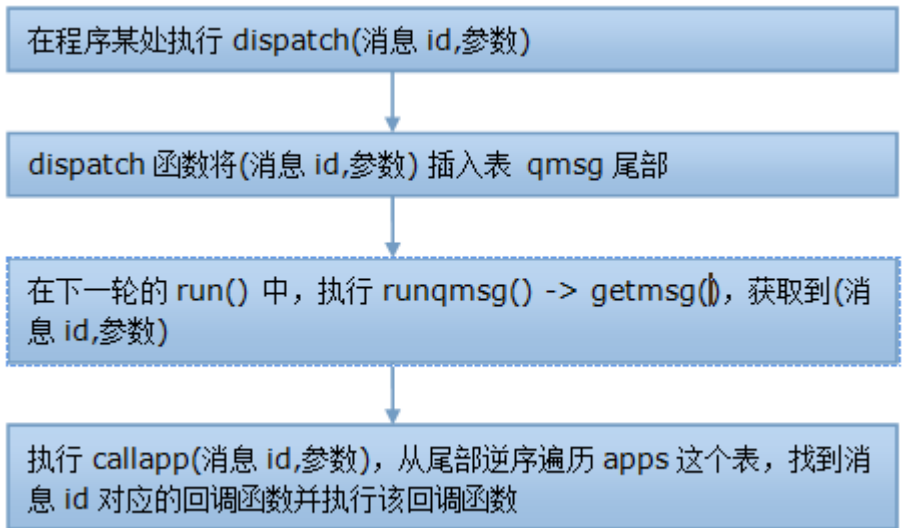 在程序某处执行 dispatch(消息 id,参数)
dispatch 函数将(消息 id,参数) 插入表 qmsg 尾部
在下一轮的 run() 中，执行 runqmsg() -> getmsg()，获取到(消
息 id,参数)
执行 callapp(消息 id,参数)，从尾部逆序遍历 apps 这个表，找到消
息 id 对应的回调函数并执行该回调函数